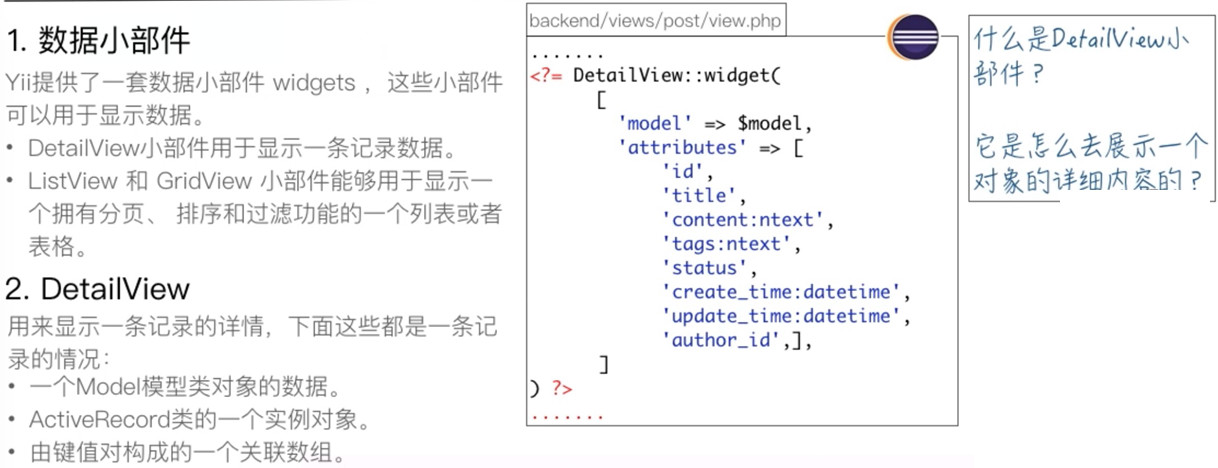 1. 数据小部件
Yii提供了一套数据小部件 widgets ，这些小部件
可以用于显示数据。
• DetailView小部件用于显示一条记录数据。
• ListView 和 GridView 小部件能够用于显示一
个拥有分页、 排序和过滤功能的一个列表或者
表格。
2. DetailView
用来显示一条记录的详情，下面这些都是一条记
录的情况：
• 一个Model模型类对象的数据。
• ActiveRecord类的一个实例对象。
• 由键值对构成的一个关联数组。
backend/views/post/view.php
.......
<?= DetailView::widget(
[
'model' => $model,
'attributes' => [
'id',
'title',
'content:ntext',
'tags:ntext',
'status',
'create_time:datetime',
'update_time:datetime',
'author_id',],
]
) ?>
.......
什么是DetailView小
部件？
它是怎么去展示一个
对象的详细内容的？